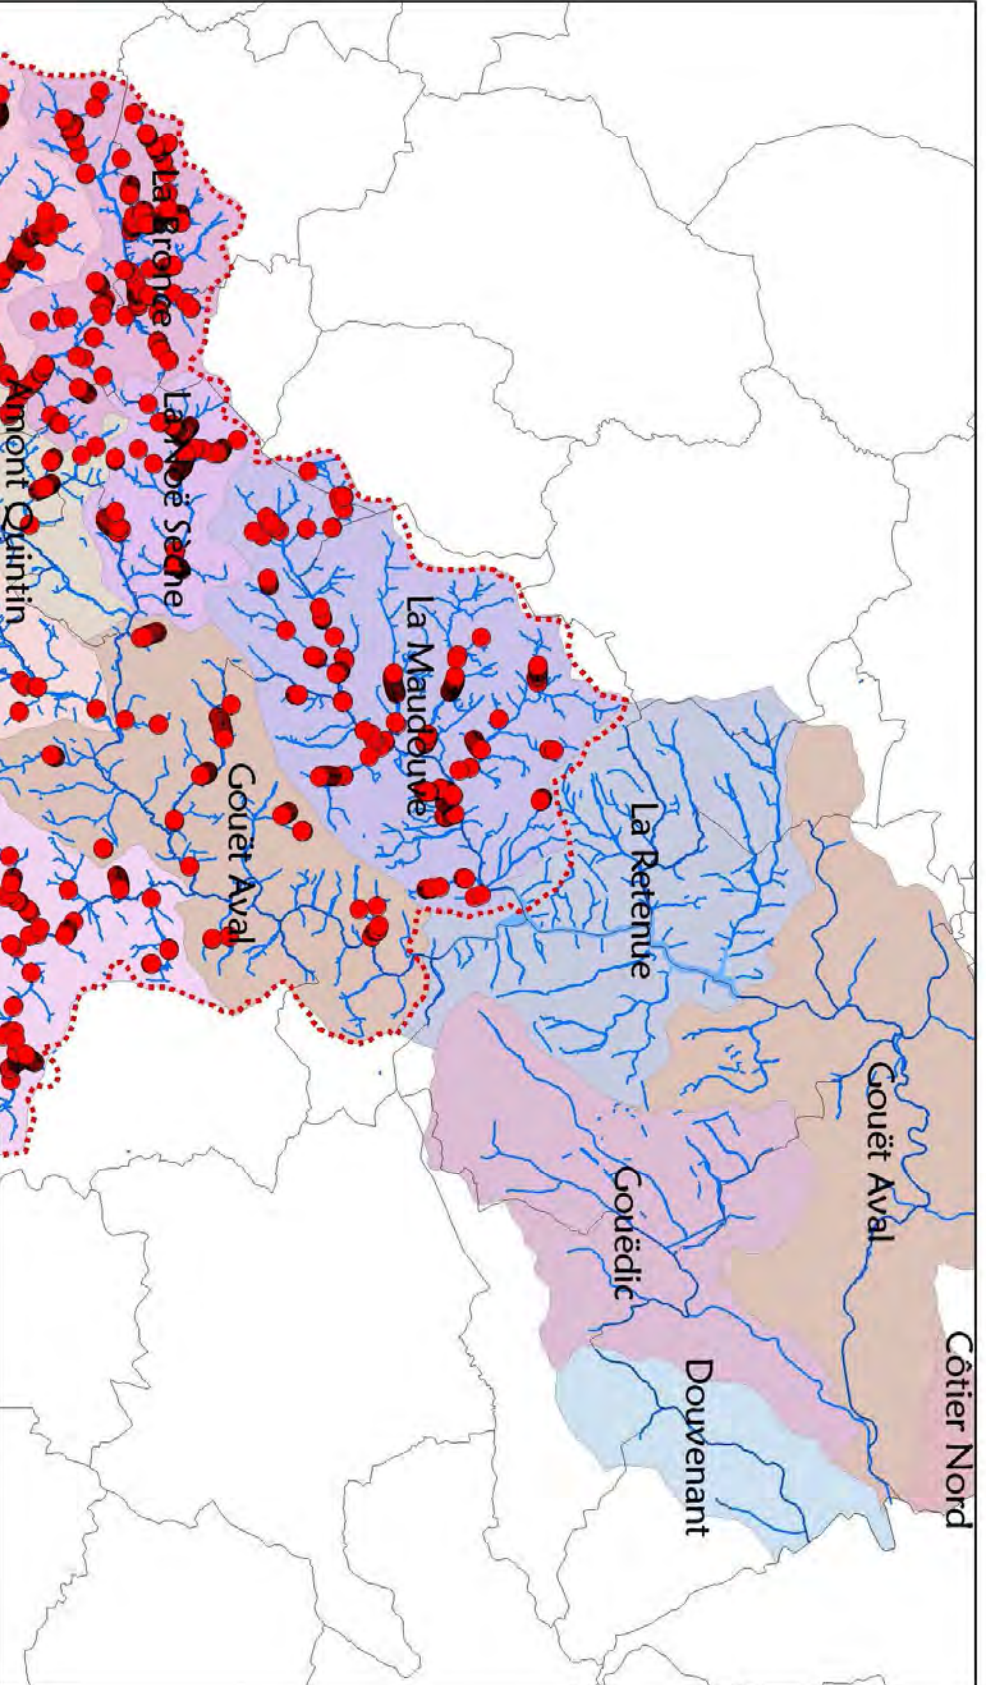 Côtier Nord
Gouët Aval
Douvenant
La Retenue
Gouëdic
La Maudouve
Gouët Aval
La Bronce
La Noë Sèche
Amont Quintin